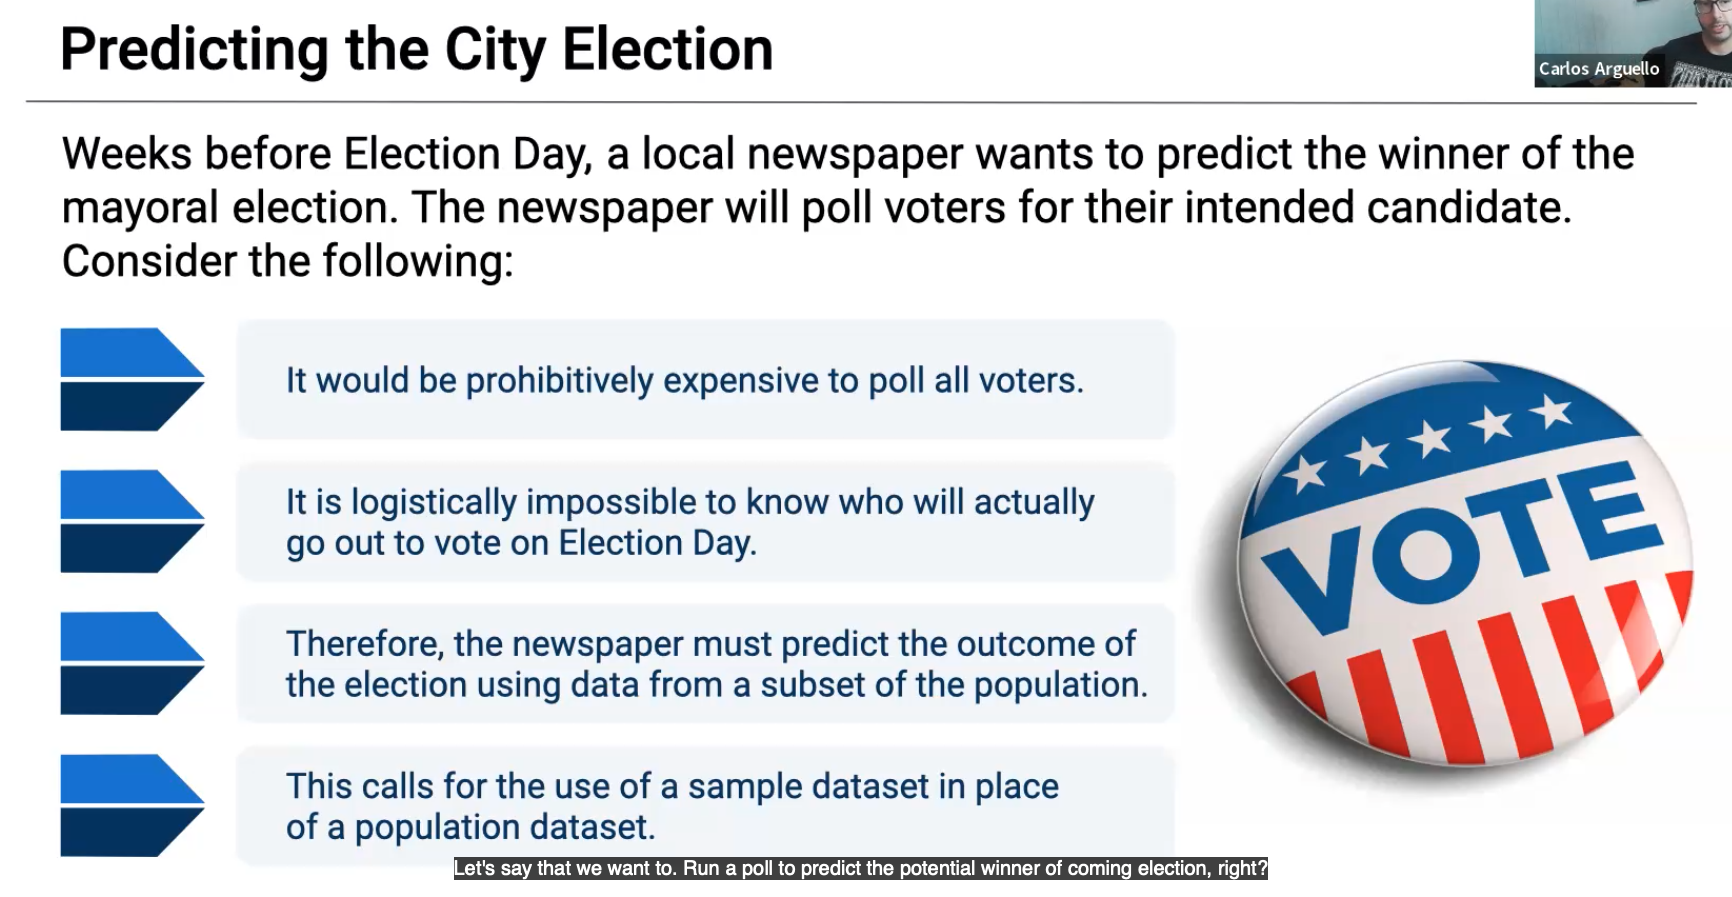 Predicting the City Election
Carlos Arguello
Weeks before Election Day, a local newspaper wants to predict the winner of the
mayoral election. The newspaper will poll voters for their intended candidate.
Consider the following:
It would be prohibitively expensive to poll all voters.
It is logistically impossible to know who will actually
go out to vote on Election Day.
Therefore, the newspaper must predict the outcome of
the election using data from a subset of the population.
This calls for the use of a sample dataset in place
of a population dataset.
VOTE
Let's say that we want to. Run a poll to predict the potential winner of coming election, right?